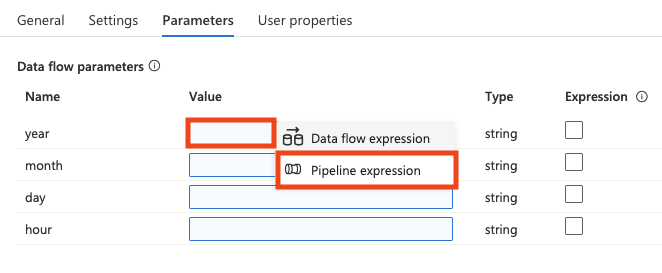 General Settings Parameters User properties
Data flow parameters
Name Value Type Expression
year Data flow expression string
month Pipeline expression string
day string
hour string